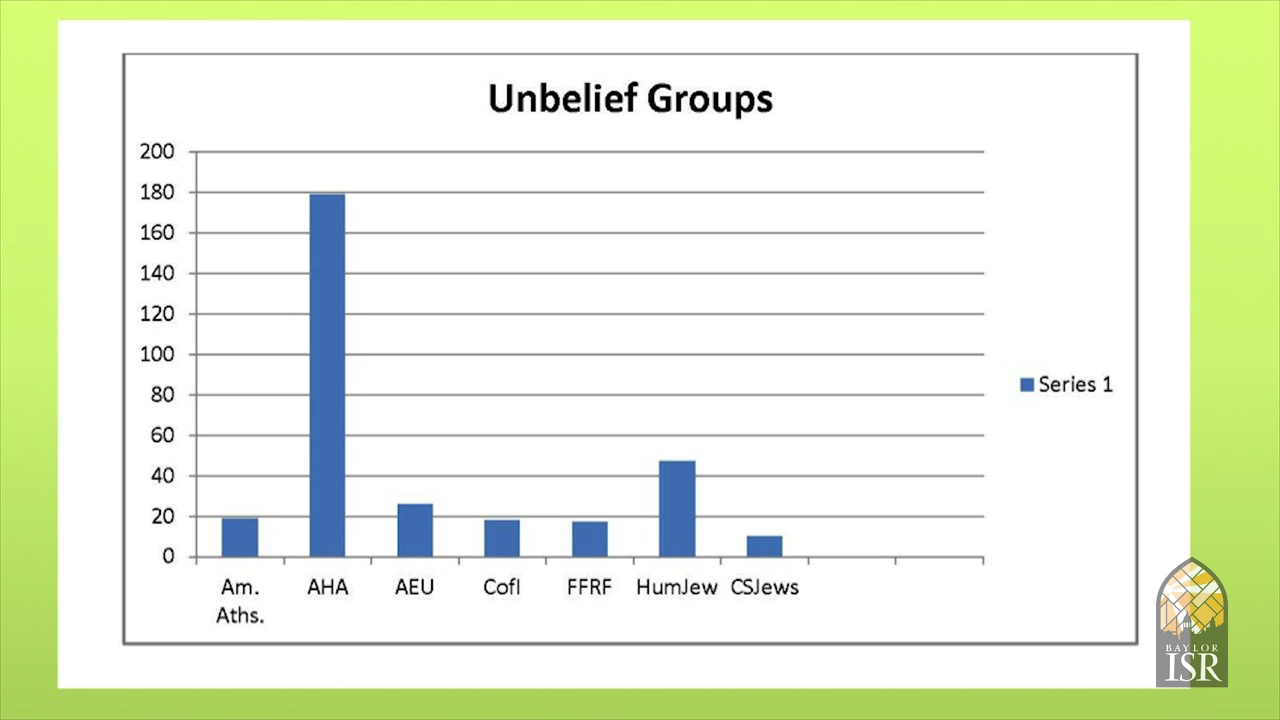 Unbelief Groups
200
180
160
140
120
100
80
60
40
20
0
Am. Aths.
AHA
AEU
CofI
FFRF
HumJew
CSJews
Series 1
BAYLOR
ISR